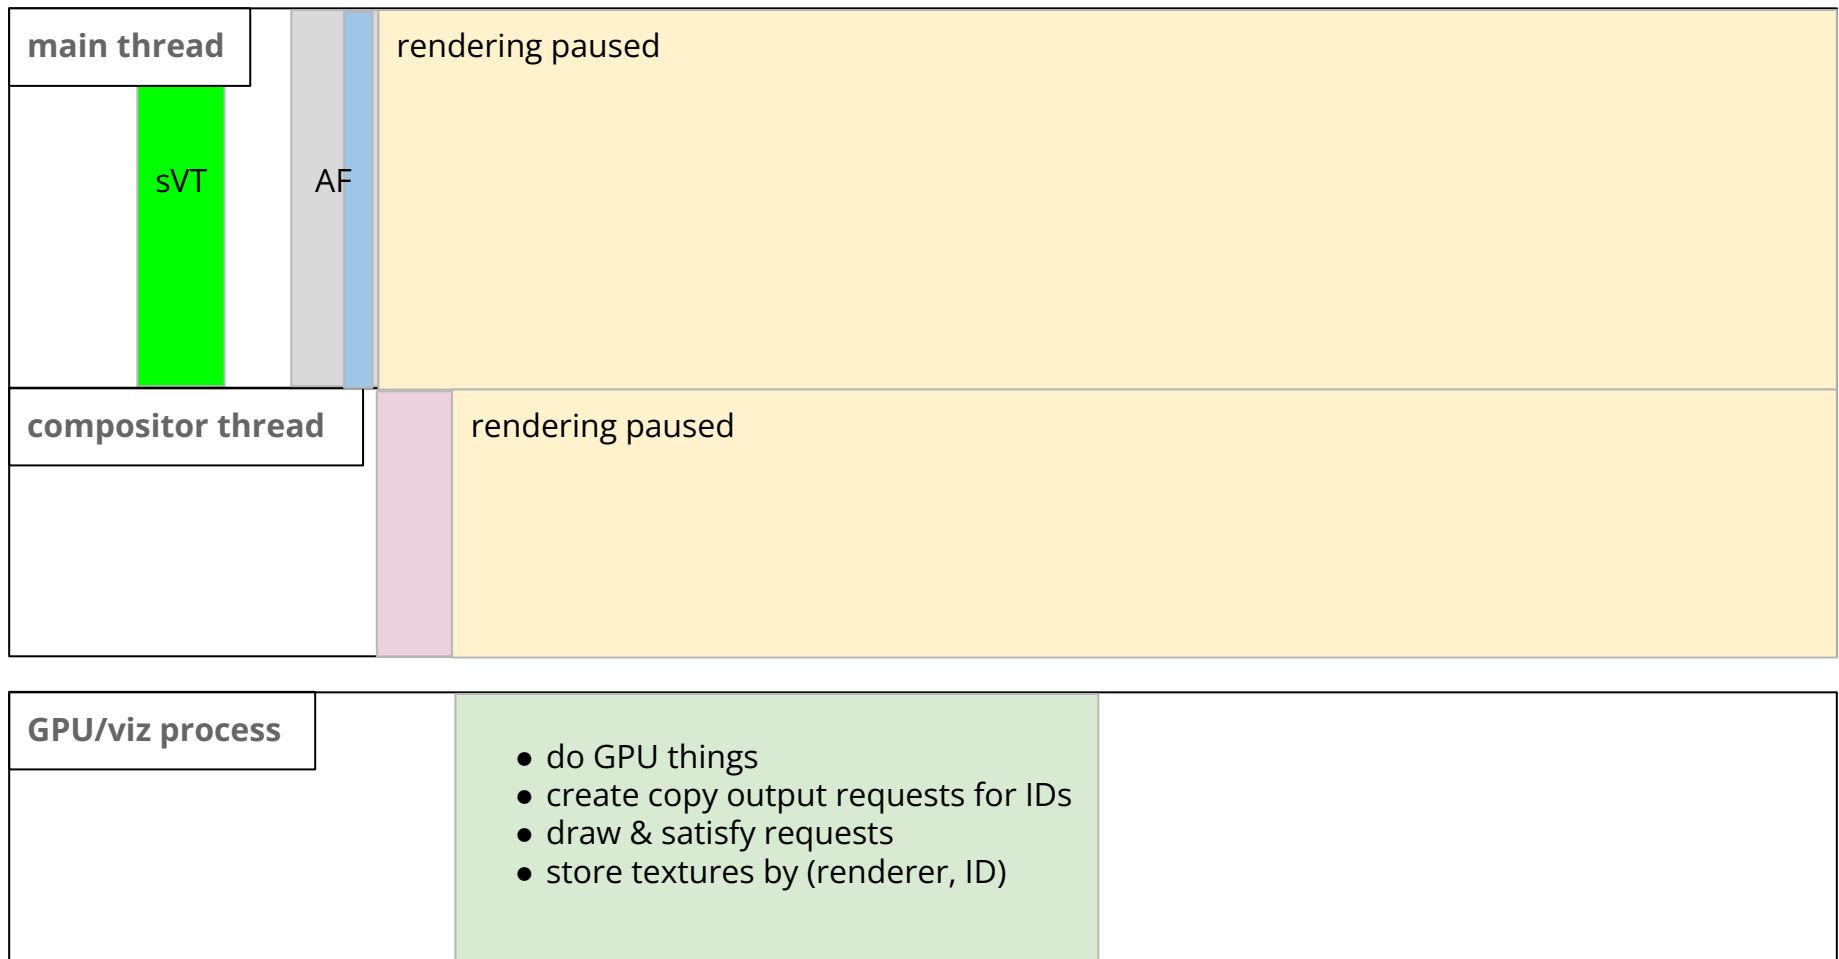 main thread
rendering paused
sVT
AF
compositor thread
rendering paused
GPU/viz process
● do GPU things
● create copy output requests for IDs
● draw & satisfy requests
● store textures by (renderer, ID)